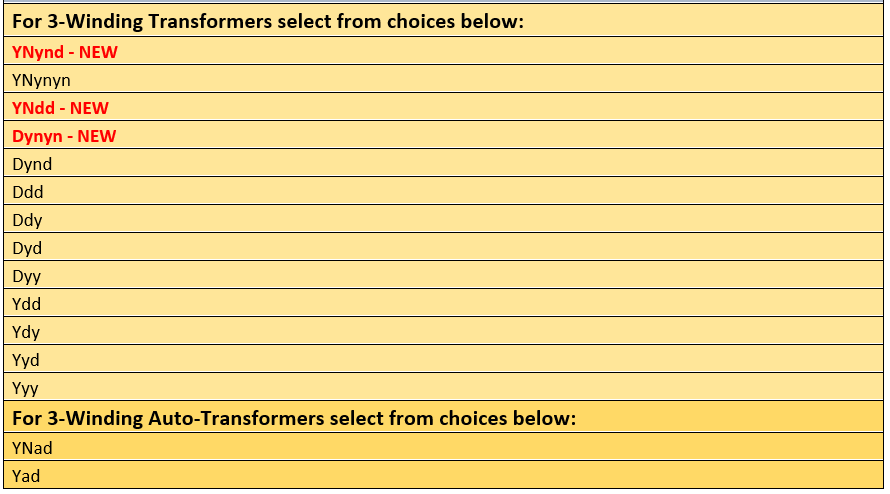 For 3-Winding Transformers select from choices below:
YNynd - NEW
YNynyn
YNdd - NEW
Dynyn - NEW
Dynd
Ddd
Ddy
Dyd
Dyy
Ydd
Ydy
Yyd
Yyy
For 3-Winding Auto-Transformers select from choices below:
YNad
Yad